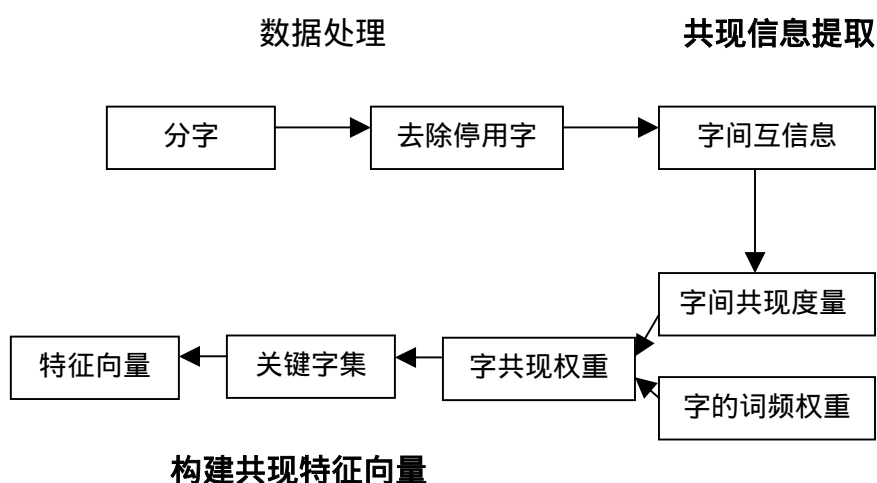 数据处理
共现信息提取
分字
去除停用字
字间互信息
字间共现度量
特征向量
关键字集
字共现权重
字的词频权重
构建共现特征向量